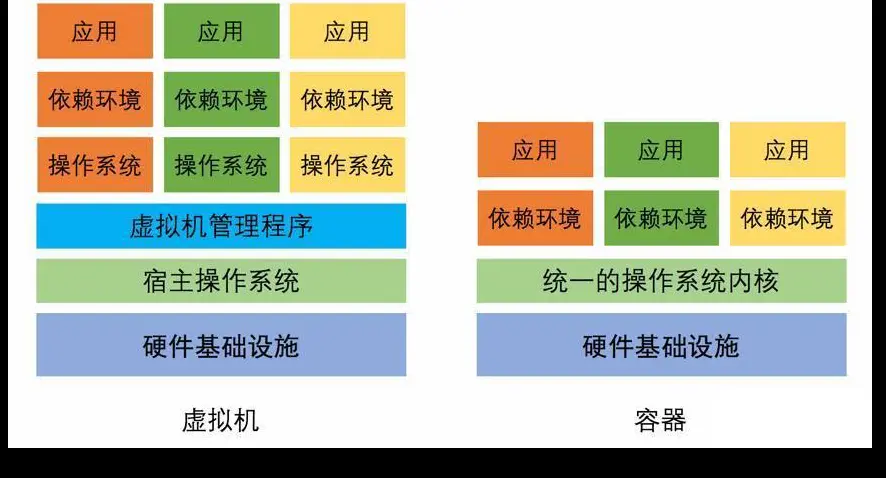 应用 应用 应用
依赖环境 依赖环境 依赖环境
操作系统 操作系统 操作系统
虚拟机管理程序
宿主操作系统
硬件基础设施
虚拟机
应用 应用 应用
依赖环境 依赖环境 依赖环境
统一的操作系统内核
硬件基础设施
容器